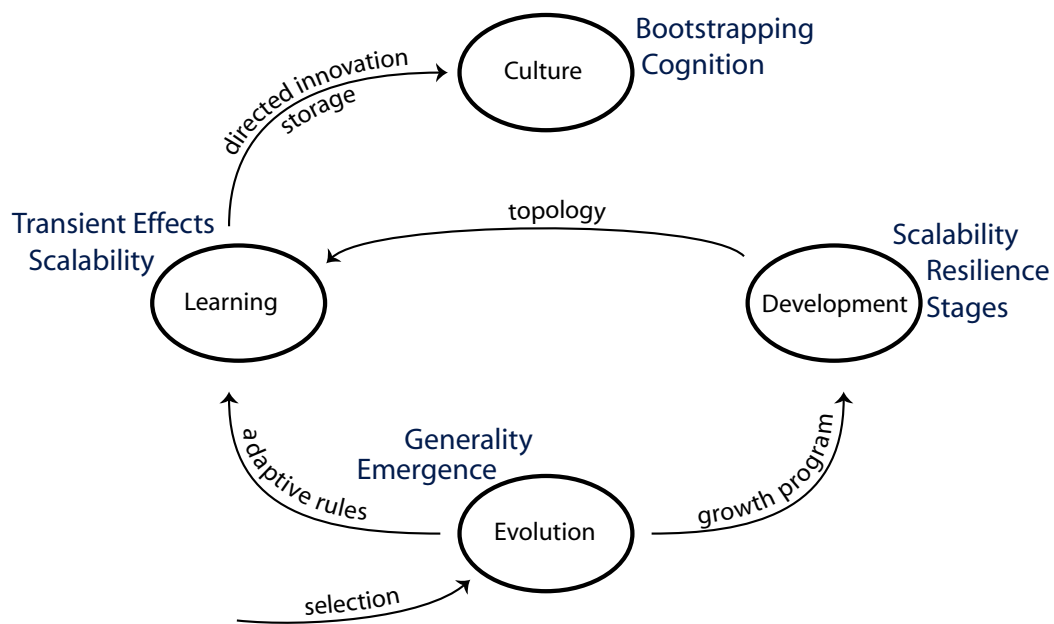 Bootstrapping
Cognition
Culture
directed innovation
storage
topology
Transient Effects
Scalability
Learning
Scalability
Resilience
Stages
Development
adaptive rules
Generality
Emergence
Evolution
growth program
selection